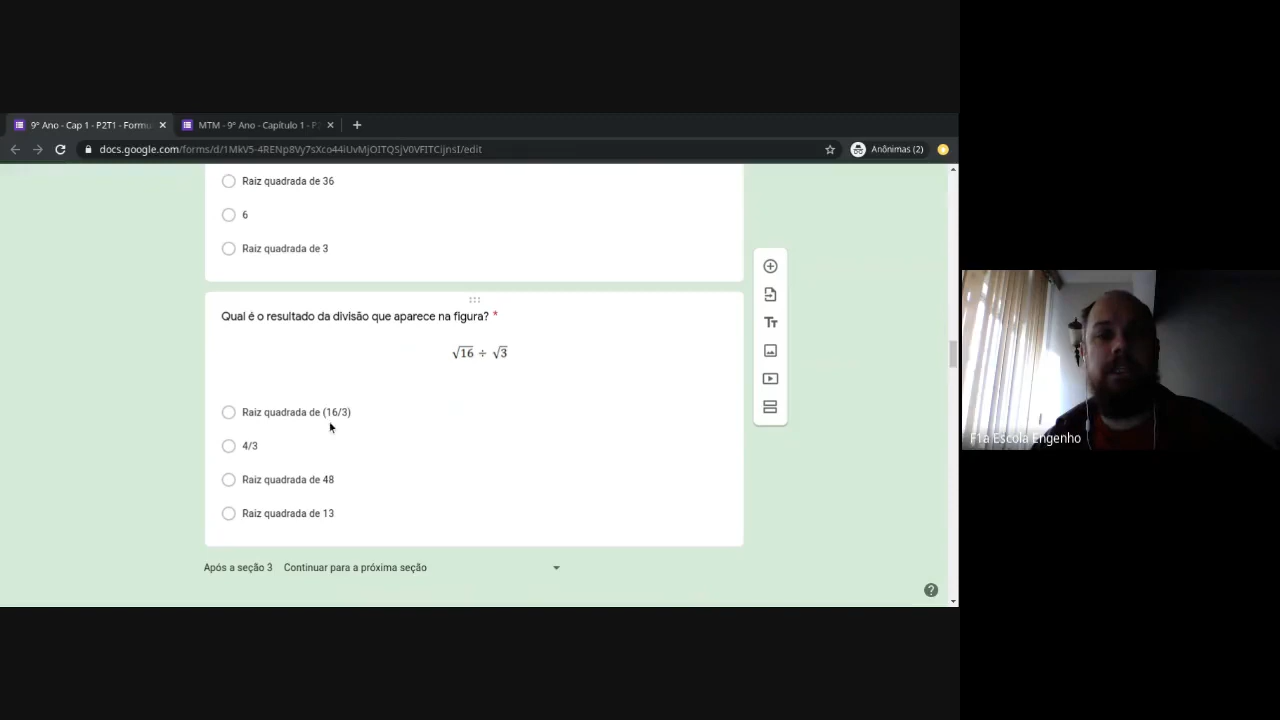 9º Ano - Cap 1 - P2T1 - Formu
MTM - 9º Ano - Capítulo 1 - P2
docs.google.com/forms/d/1MkV5-4RENp8Vy7sXco44iUvMjOITQSjV0VFITCijnsI/edit
Anônimas (2)
Raiz quadrada de 36
6
Raiz quadrada de 3
Qual é o resultado da divisão que aparece na figura? *
√16 ÷ √3
Raiz quadrada de (16/3)
4/3
Raiz quadrada de 48
Raiz quadrada de 13
Após a seção 3 Continuar para a próxima seção
F1a Escola Engenho